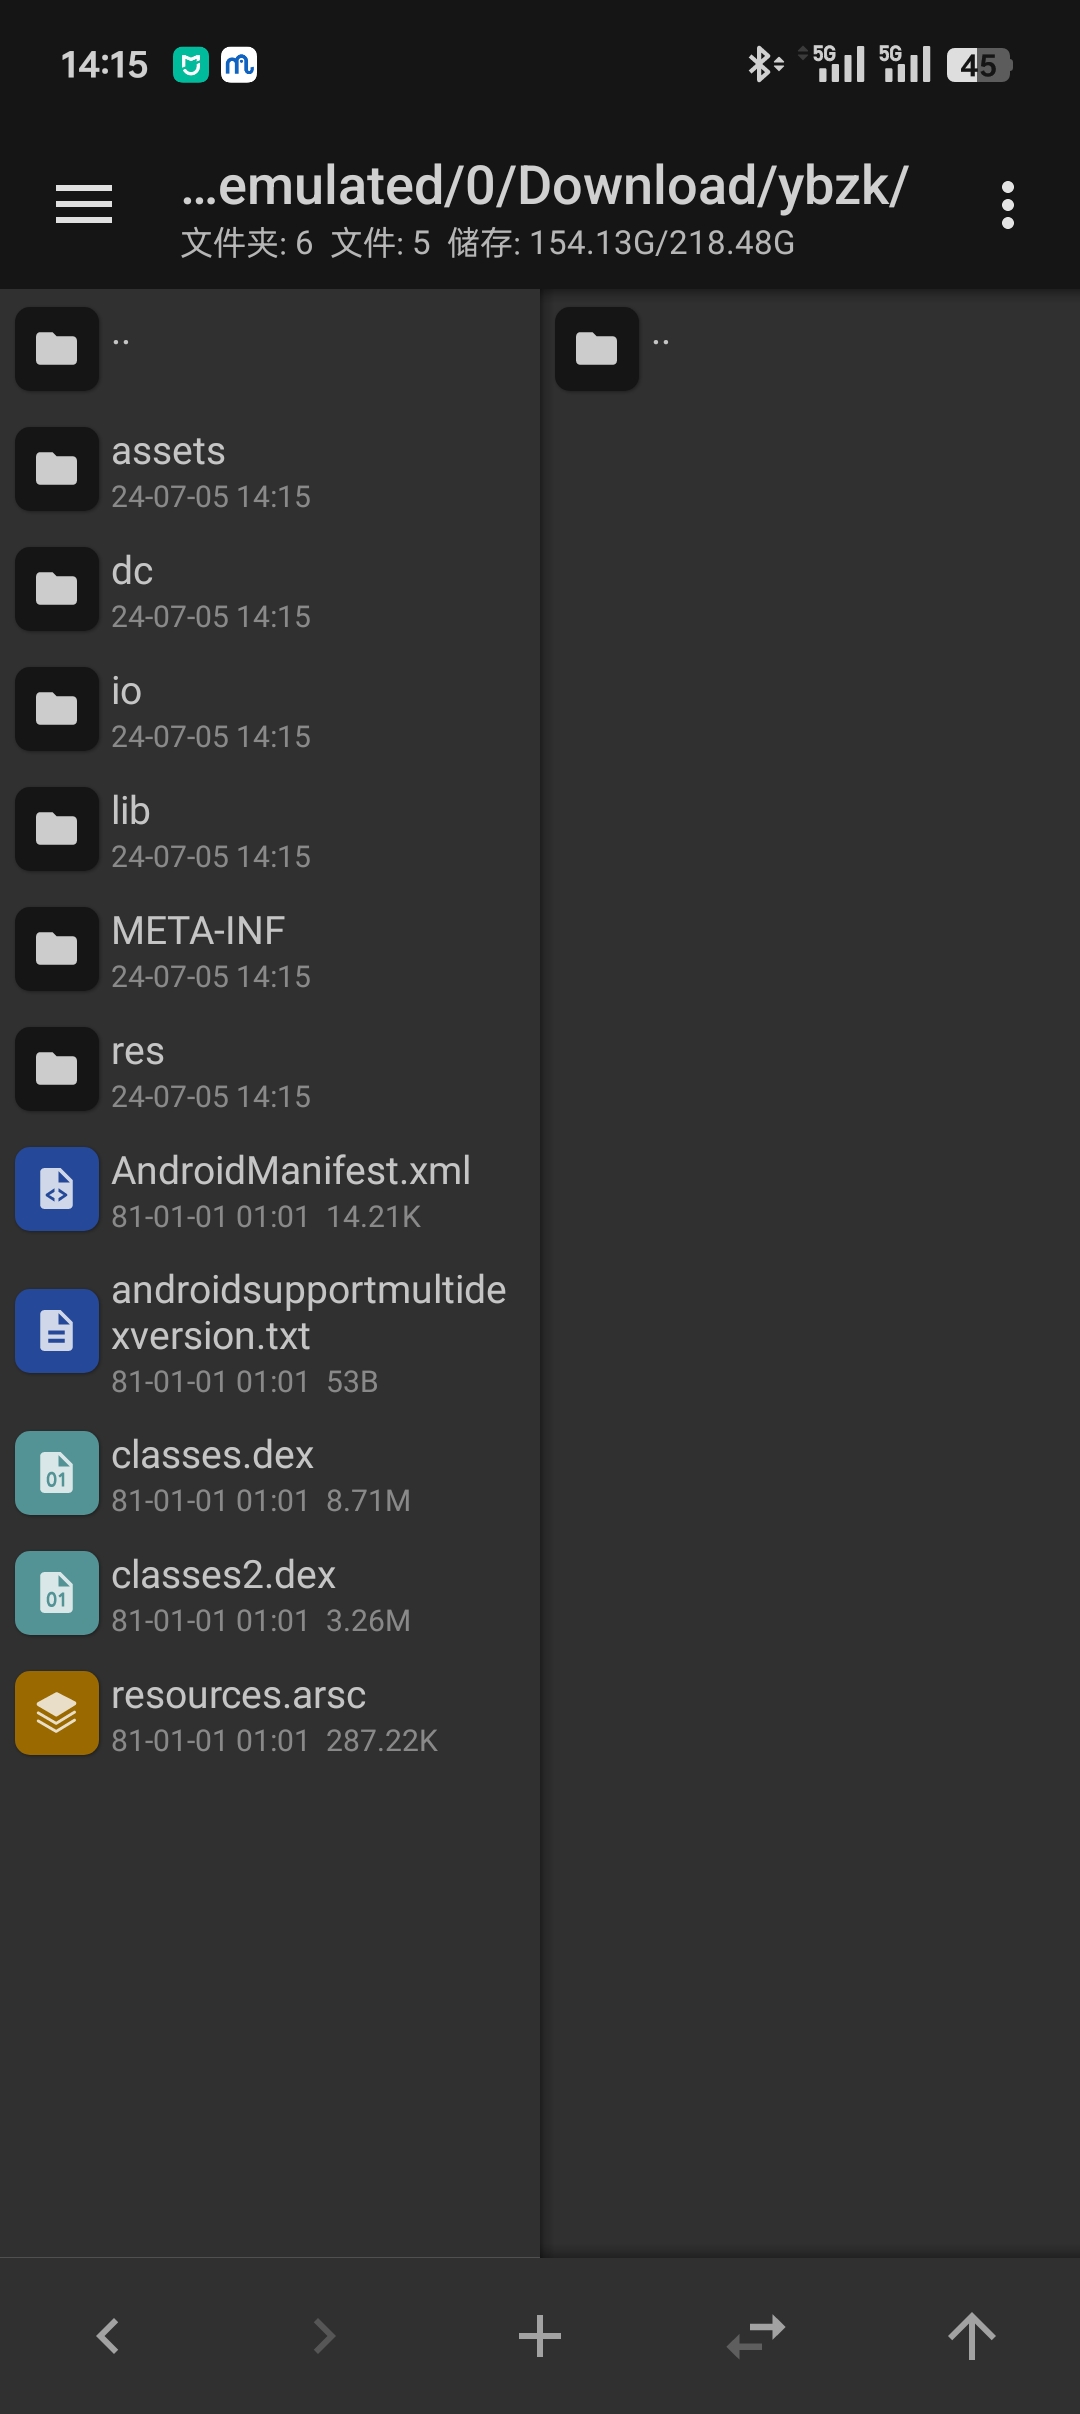 14:15
5G 5G 45
...emulated/0/Download/ybzk/
文件夹: 6 文件: 5 储存: 154.13G/218.48G
..
assets
24-07-05 14:15
dc
24-07-05 14:15
io
24-07-05 14:15
lib
24-07-05 14:15
META-INF
24-07-05 14:15
res
24-07-05 14:15
AndroidManifest.xml
81-01-01 01:01 14.21K
androidsupportmultide
xversion.txt
81-01-01 01:01 53B
classes.dex
81-01-01 01:01 8.71M
classes2.dex
81-01-01 01:01 3.26M
resources.arsc
81-01-01 01:01 287.22K
..